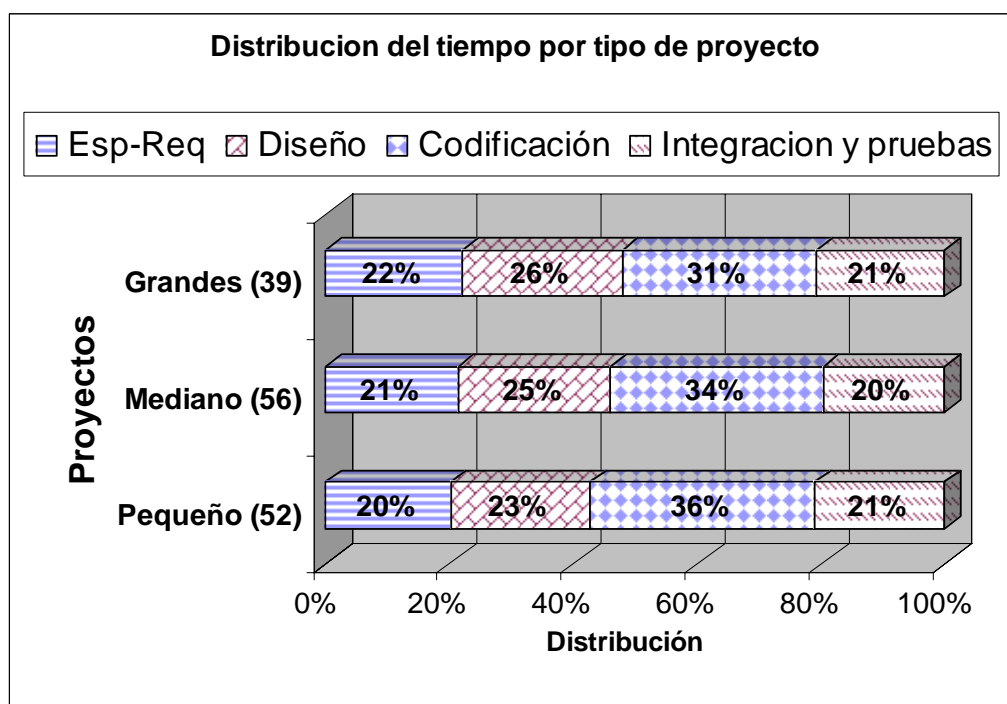 Distribucion del tiempo por tipo de proyecto
Esp-Req Diseño Codificación Integracion y pruebas
Proyectos
Grandes (39) 22% 26% 31% 21%
Mediano (56) 21% 25% 34% 20%
Pequeño (52) 20% 23% 36% 21%
0% 20% 40% 60% 80% 100%
Distribución